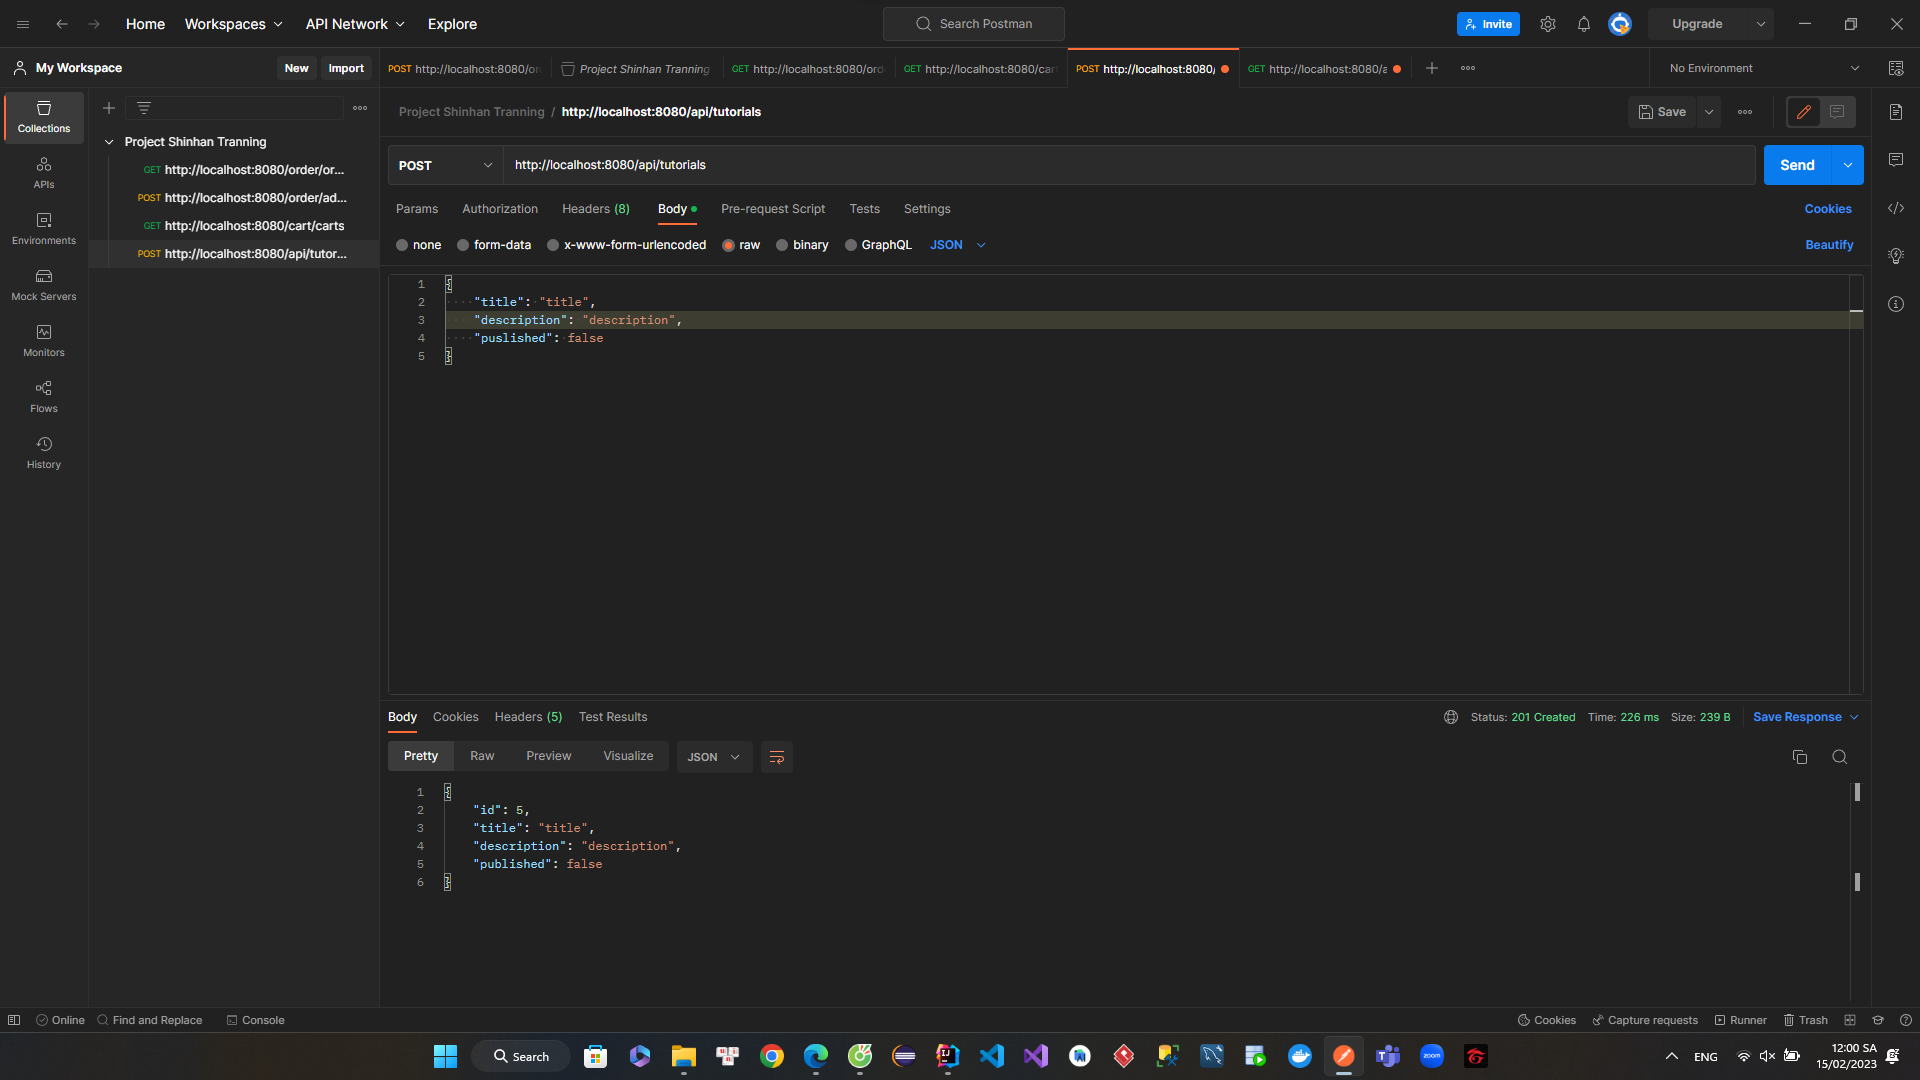 Home Workspaces API Network Explore Search Postman Invite Upgrade
My Workspace New Import
POST http://localhost:8080/or Project Shinhan Tranning GET http://localhost:8080/ord GET http://localhost:8080/car POST http://localhost:8080/ GET http://localhost:8080/a No Environment
Collections
APIs
Environments
Mock Servers
Monitors
Flows
History
Project Shinhan Tranning
GET http://localhost:8080/order/or...
POST http://localhost:8080/order/ad...
GET http://localhost:8080/cart/carts
POST http://localhost:8080/api/tutor...
Project Shinhan Tranning / http://localhost:8080/api/tutorials Save
POST http://localhost:8080/api/tutorials Send
Params Authorization Headers (8) Body Pre-request Script Tests Settings Cookies
none form-data x-www-form-urlencoded raw binary GraphQL JSON Beautify
1 {
2 "title": "title",
3 "description": "description",
4 "puslished": false
5 }
Body Cookies Headers (5) Test Results Status: 201 Created Time: 226 ms Size: 239 B Save Response
Pretty Raw Preview Visualize JSON
1 {
2 "id": 5,
3 "title": "title",
4 "description": "description",
5 "published": false
6 }
Online Find and Replace Console Cookies Capture requests Runner Trash
Search zoom ENG 12:00 SA
15/02/2023